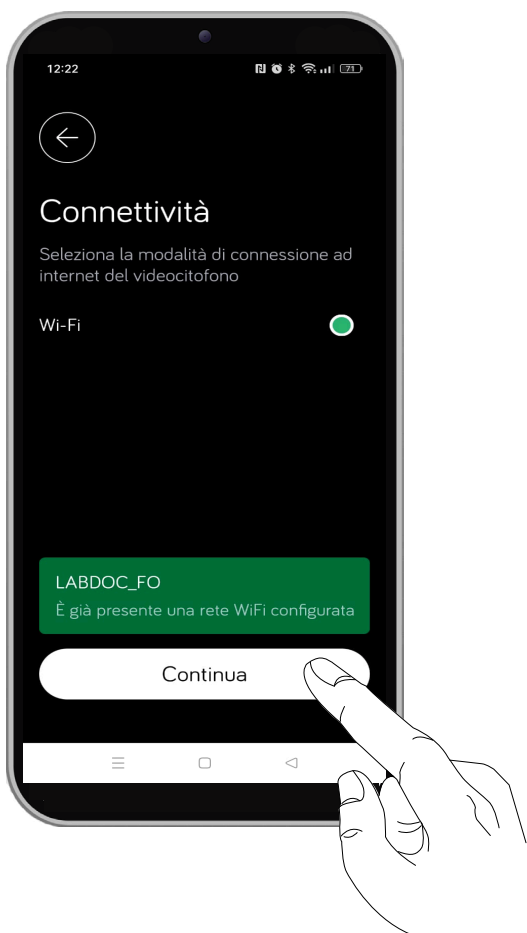 12:22
71
Connettività
Seleziona la modalità di connessione ad
internet del videocitofono
Wi-Fi
LABDOC_FO
È già presente una rete WiFi configurata
Continua